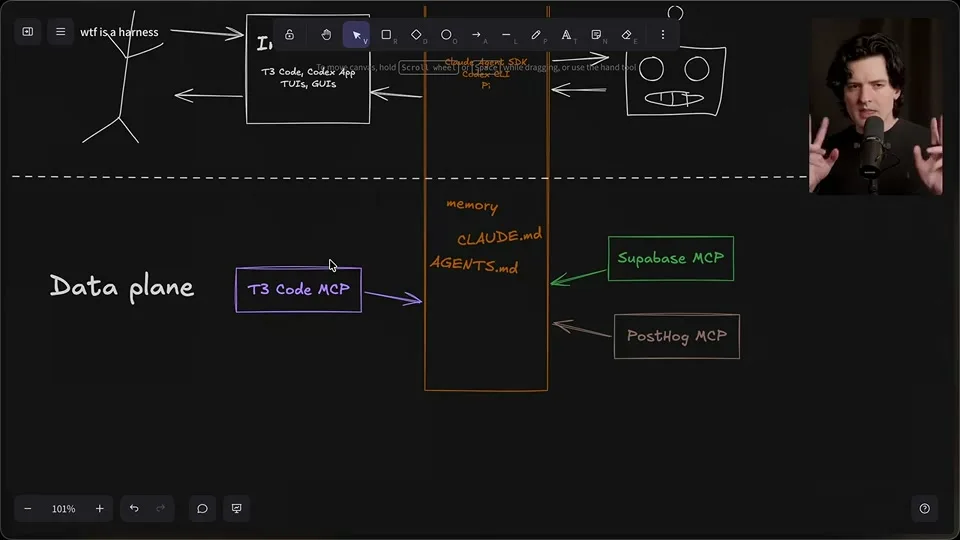 wtf is a harness
V
R
D
O
A
L
P
T
E
To move canvas, hold Scroll wheel or Space while dragging, or use the hand tool
T3 Code, Codex App
TUIs, GUIs
Claude Agent SDK
Codex CLI
Pi
memory
CLAUDE.md
AGENTS.md
Data plane
T3 Code MCP
Supabase MCP
PostHog MCP
101%